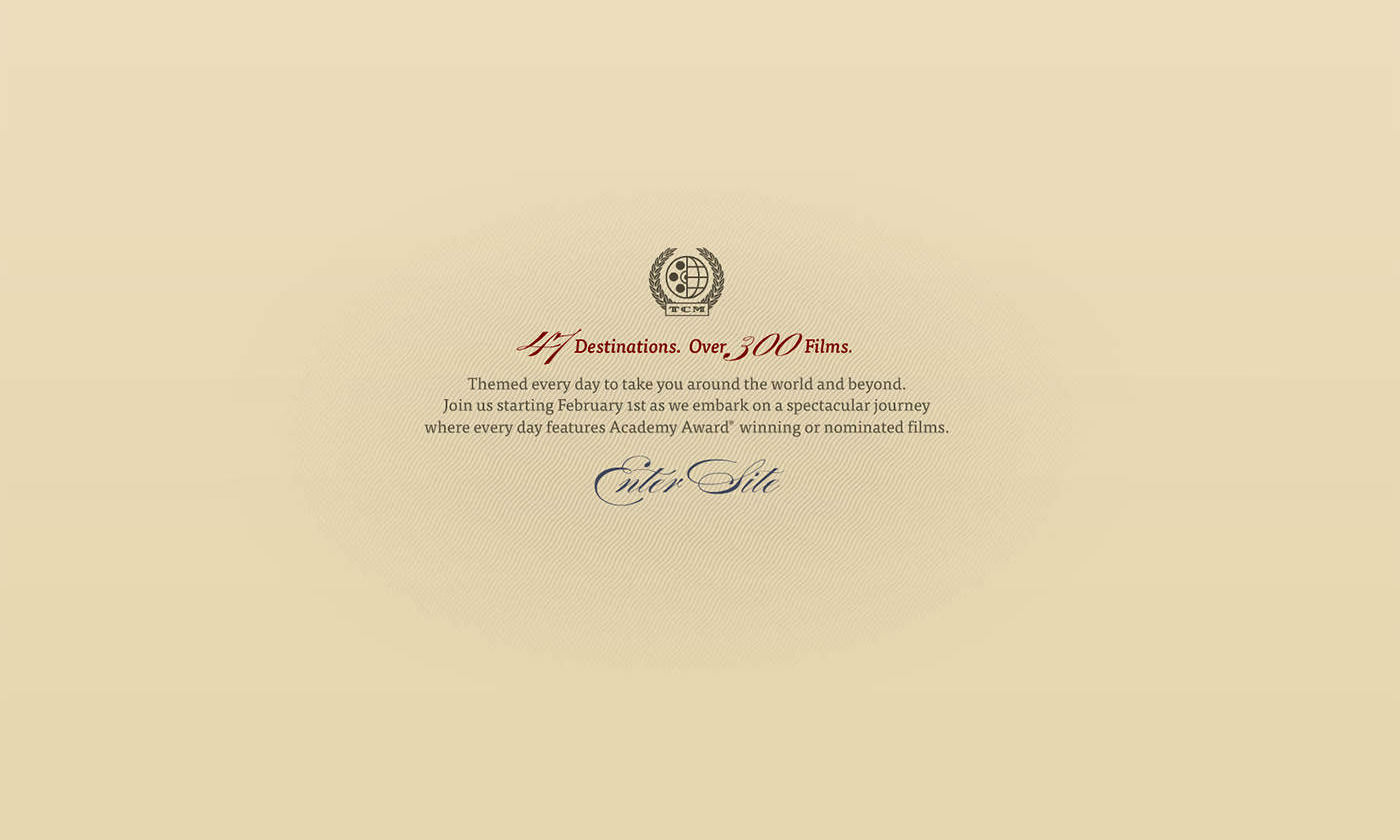 TCM
47 Destinations. Over 300 Films.
Themed every day to take you around the world and beyond.
Join us starting February 1st as we embark on a spectacular journey
where every day features Academy Award® winning or nominated films.
Enter Site